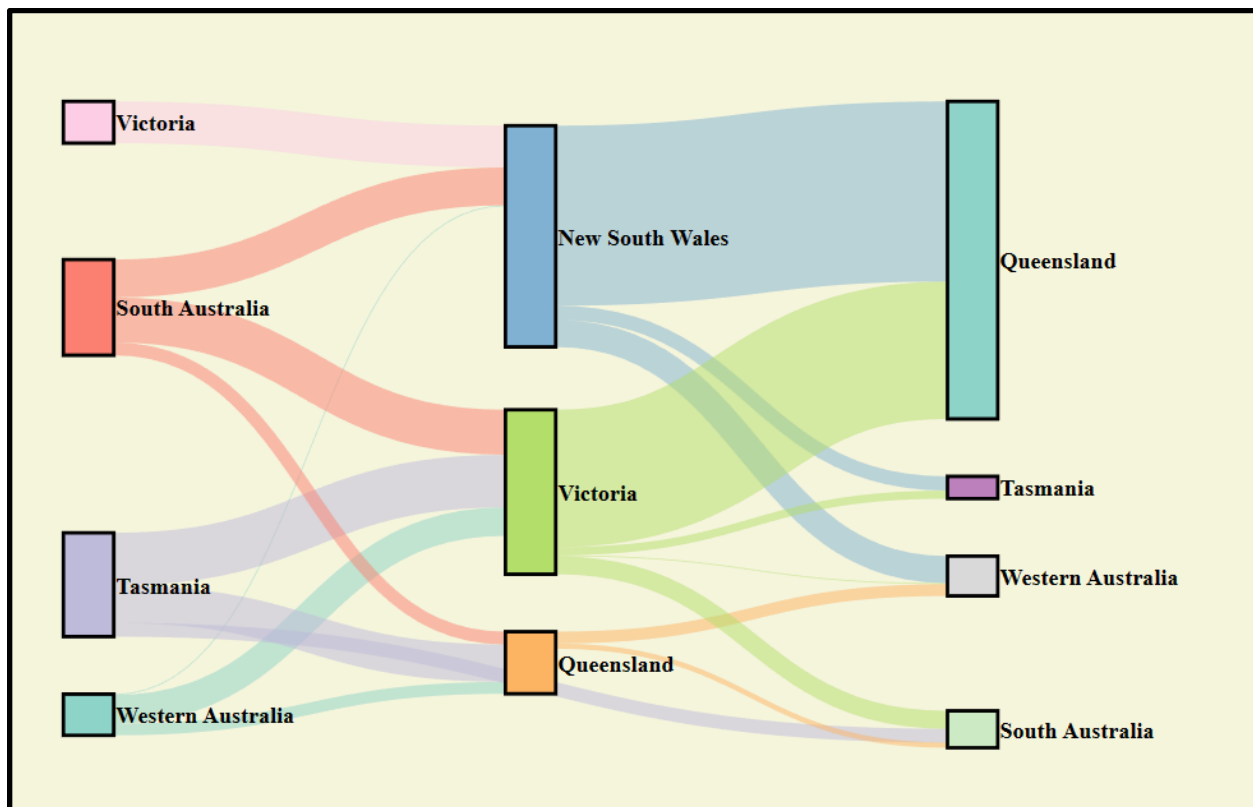 Victoria
South Australia
Tasmania
Western Australia
New South Wales
Victoria
Queensland
Queensland
Tasmania
Western Australia
South Australia